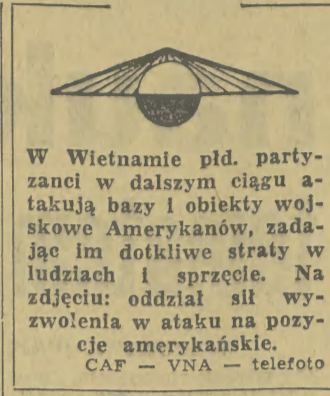 W Wietnamie płd. party-
zanci w dalszym ciągu a-
takują bazy i obiekty woj-
skowe Amerykanów, zada-
jąc im dotkliwe straty w
ludziach i sprzęcie. Na
zdjęciu: oddział sił wy-
zwolenia w ataku na pozy-
cje amerykańskie.
CAF — VNA — telefoto